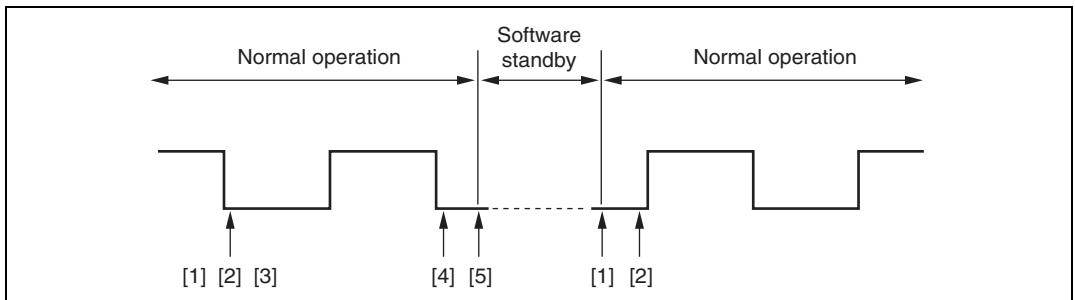 Software
standby
Normal operation
Normal operation
[1] [2] [3]
[4] [5]
[1] [2]